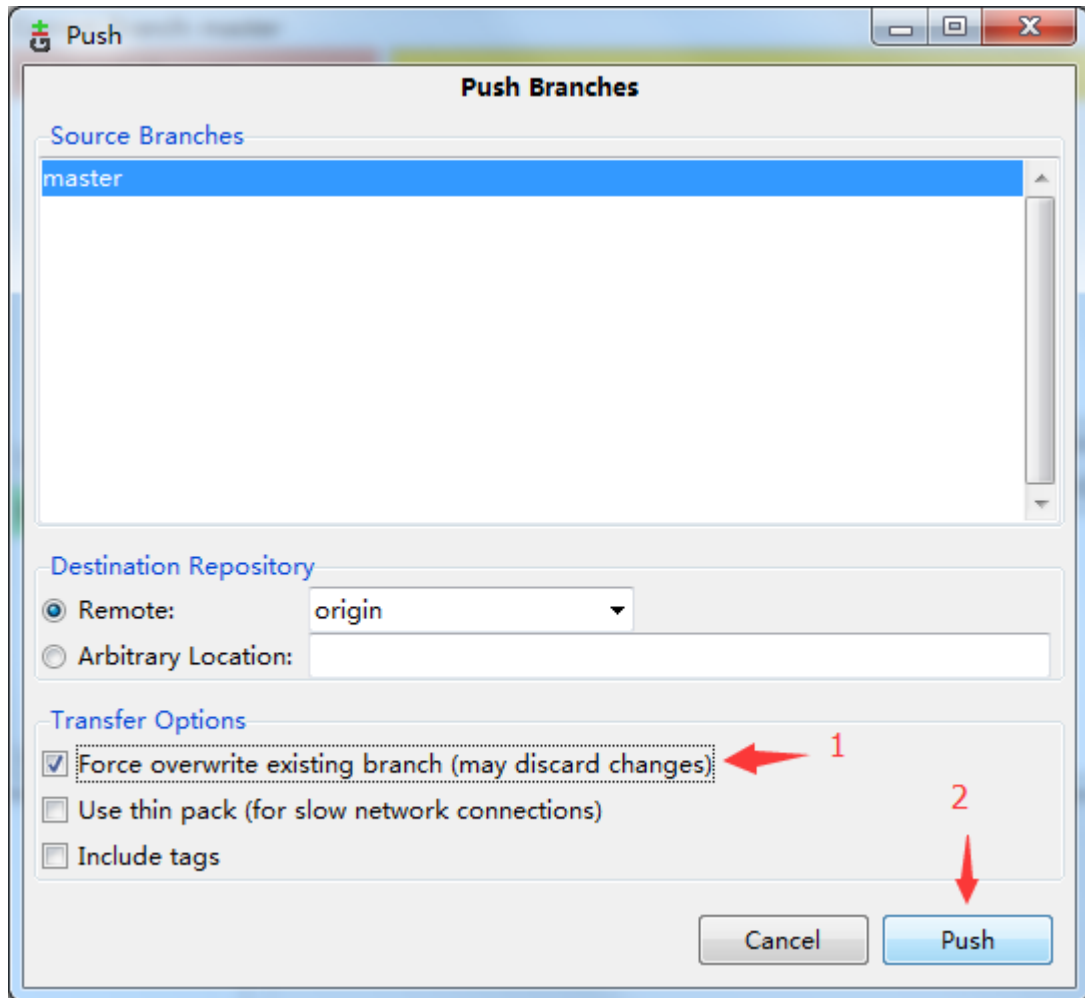 Push
Push Branches
Source Branches
master
Destination Repository
Remote: origin
Arbitrary Location:
Transfer Options
Force overwrite existing branch (may discard changes)
1
Use thin pack (for slow network connections)
2
Include tags
Cancel
Push